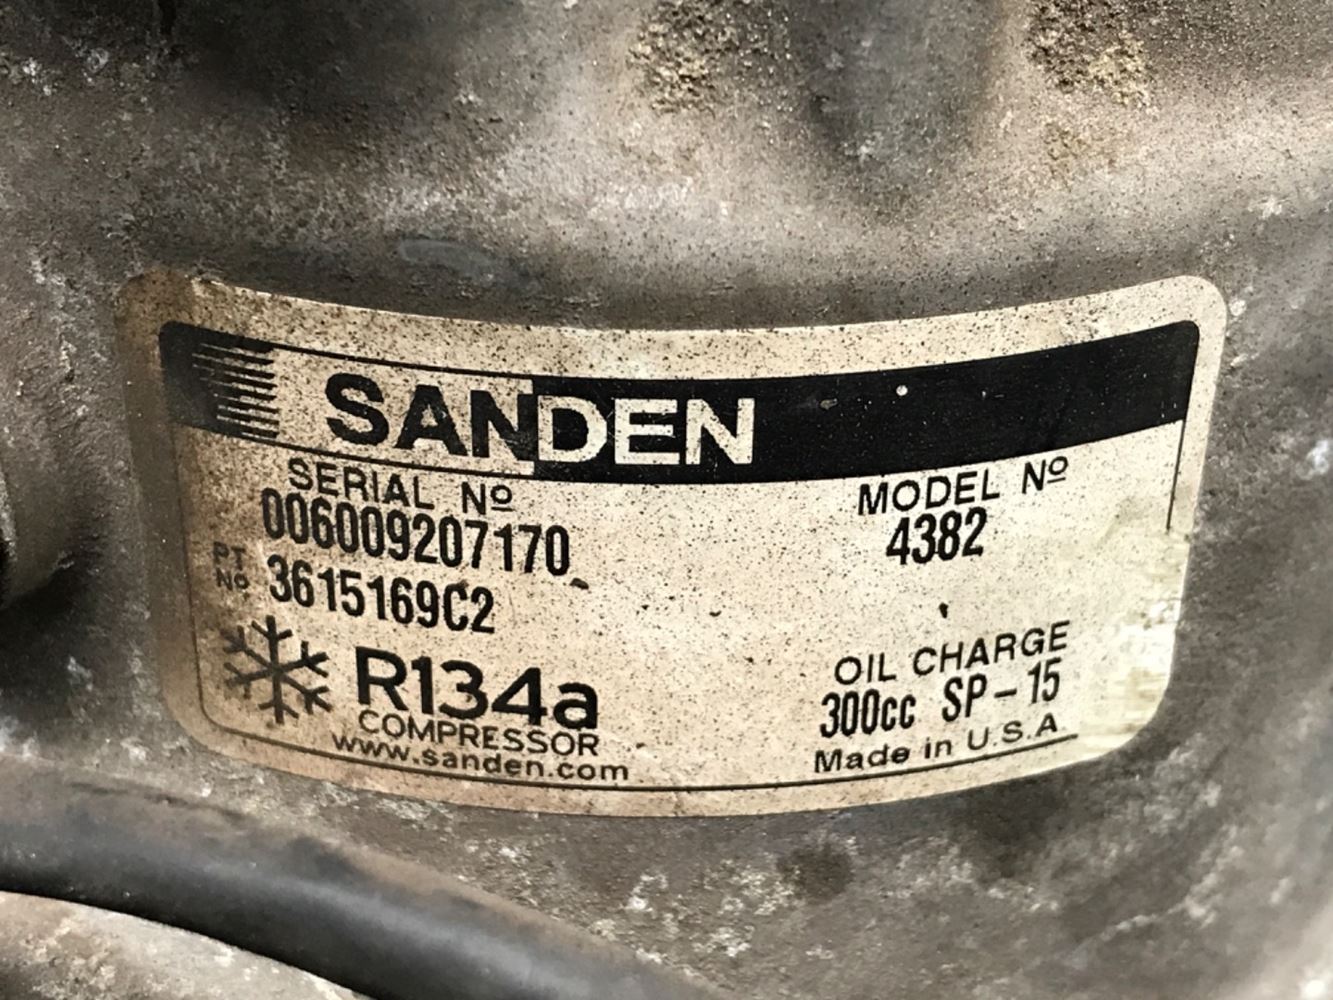 SANDEN
SERIAL Nº
006009207170
PT Nº 3615169C2
R134a
COMPRESSOR
www.sanden.com
MODEL Nº
4382
OIL CHARGE
300cc SP-15
Made in U.S.A.